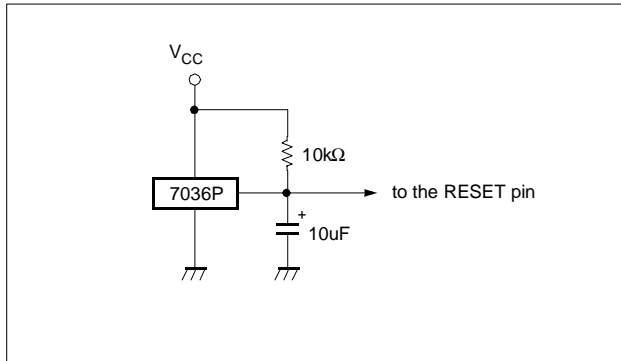 VCC
10kΩ
7036P
to the RESET pin
+
10uF